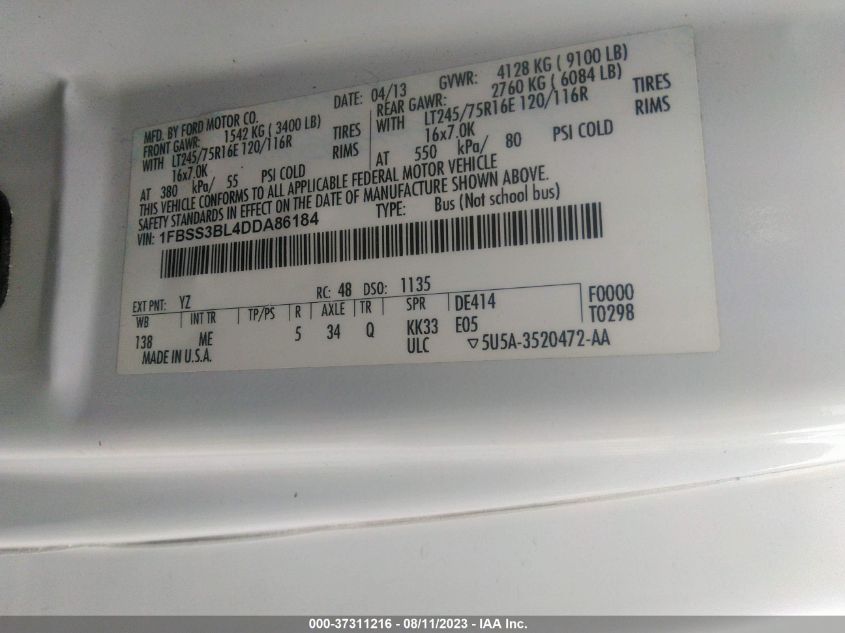 MFD. BY FORD MOTOR CO.
DATE: 04/13 GVWR: 4128 KG ( 9100 LB)
FRONT GAWR: 1542 KG ( 3400 LB)
REAR GAWR: 2760 KG ( 6084 LB)
WITH LT245/75R16E 120/116R TIRES
WITH LT245/75R16E 120/116R TIRES
16x7.0K RIMS
16x7.0K RIMS
AT 380 kPa/ 55 PSI COLD
AT 550 kPa/ 80 PSI COLD
THIS VEHICLE CONFORMS TO ALL APPLICABLE FEDERAL MOTOR VEHICLE
SAFETY STANDARDS IN EFFECT ON THE DATE OF MANUFACTURE SHOWN ABOVE.
VIN: 1FBSS3BL4DDA86184 TYPE: Bus (Not school bus)
EXT PNT: YZ RC: 48 DSO: 1135
WB INT TR TP/PS R AXLE TR SPR DE414 F0000
138 ME 5 34 Q KK33 E05 T0298
MADE IN U.S.A. ULC ▽5U5A-3520472-AA
000-37311216 - 08/11/2023 - IAA Inc.